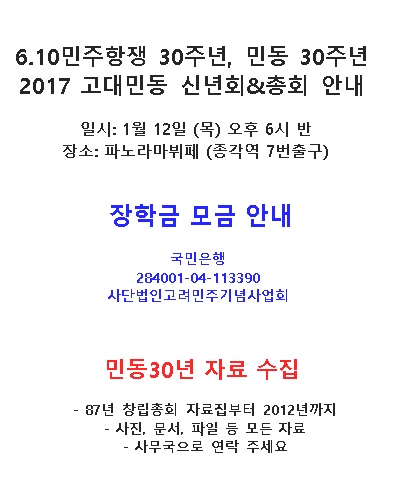 6.10민주항쟁 30주년, 민동 30주년
2017 고대민동 신년회&총회 안내
일시: 1월 12일 (목) 오후 6시 반
장소: 파노라마뷔페 (종각역 7번출구)
장학금 모금 안내
국민은행
284001-04-113390
사단법인고려민주기념사업회
민동30년 자료 수집
- 87년 창립총회 자료집부터 2012년까지
- 사진, 문서, 파일 등 모든 자료
- 사무국으로 연락 주세요